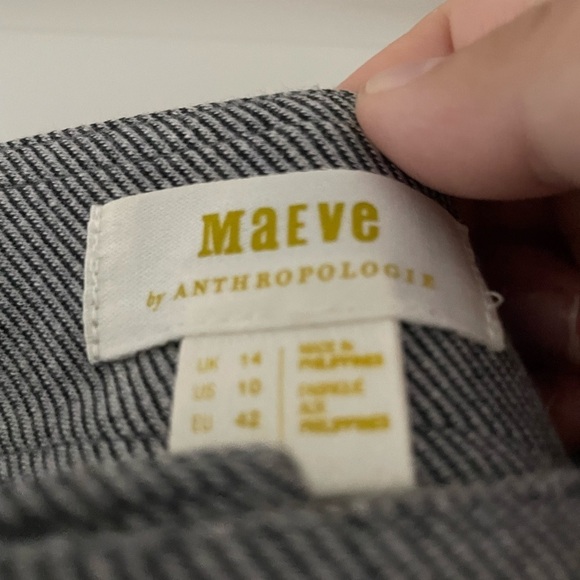 MaEve
by ANTHROPOLOGIE
UK 14
US 10
EU 42
MADE IN
PHILIPPINES
FABRIQUÉ
AUX
PHILIPPINES